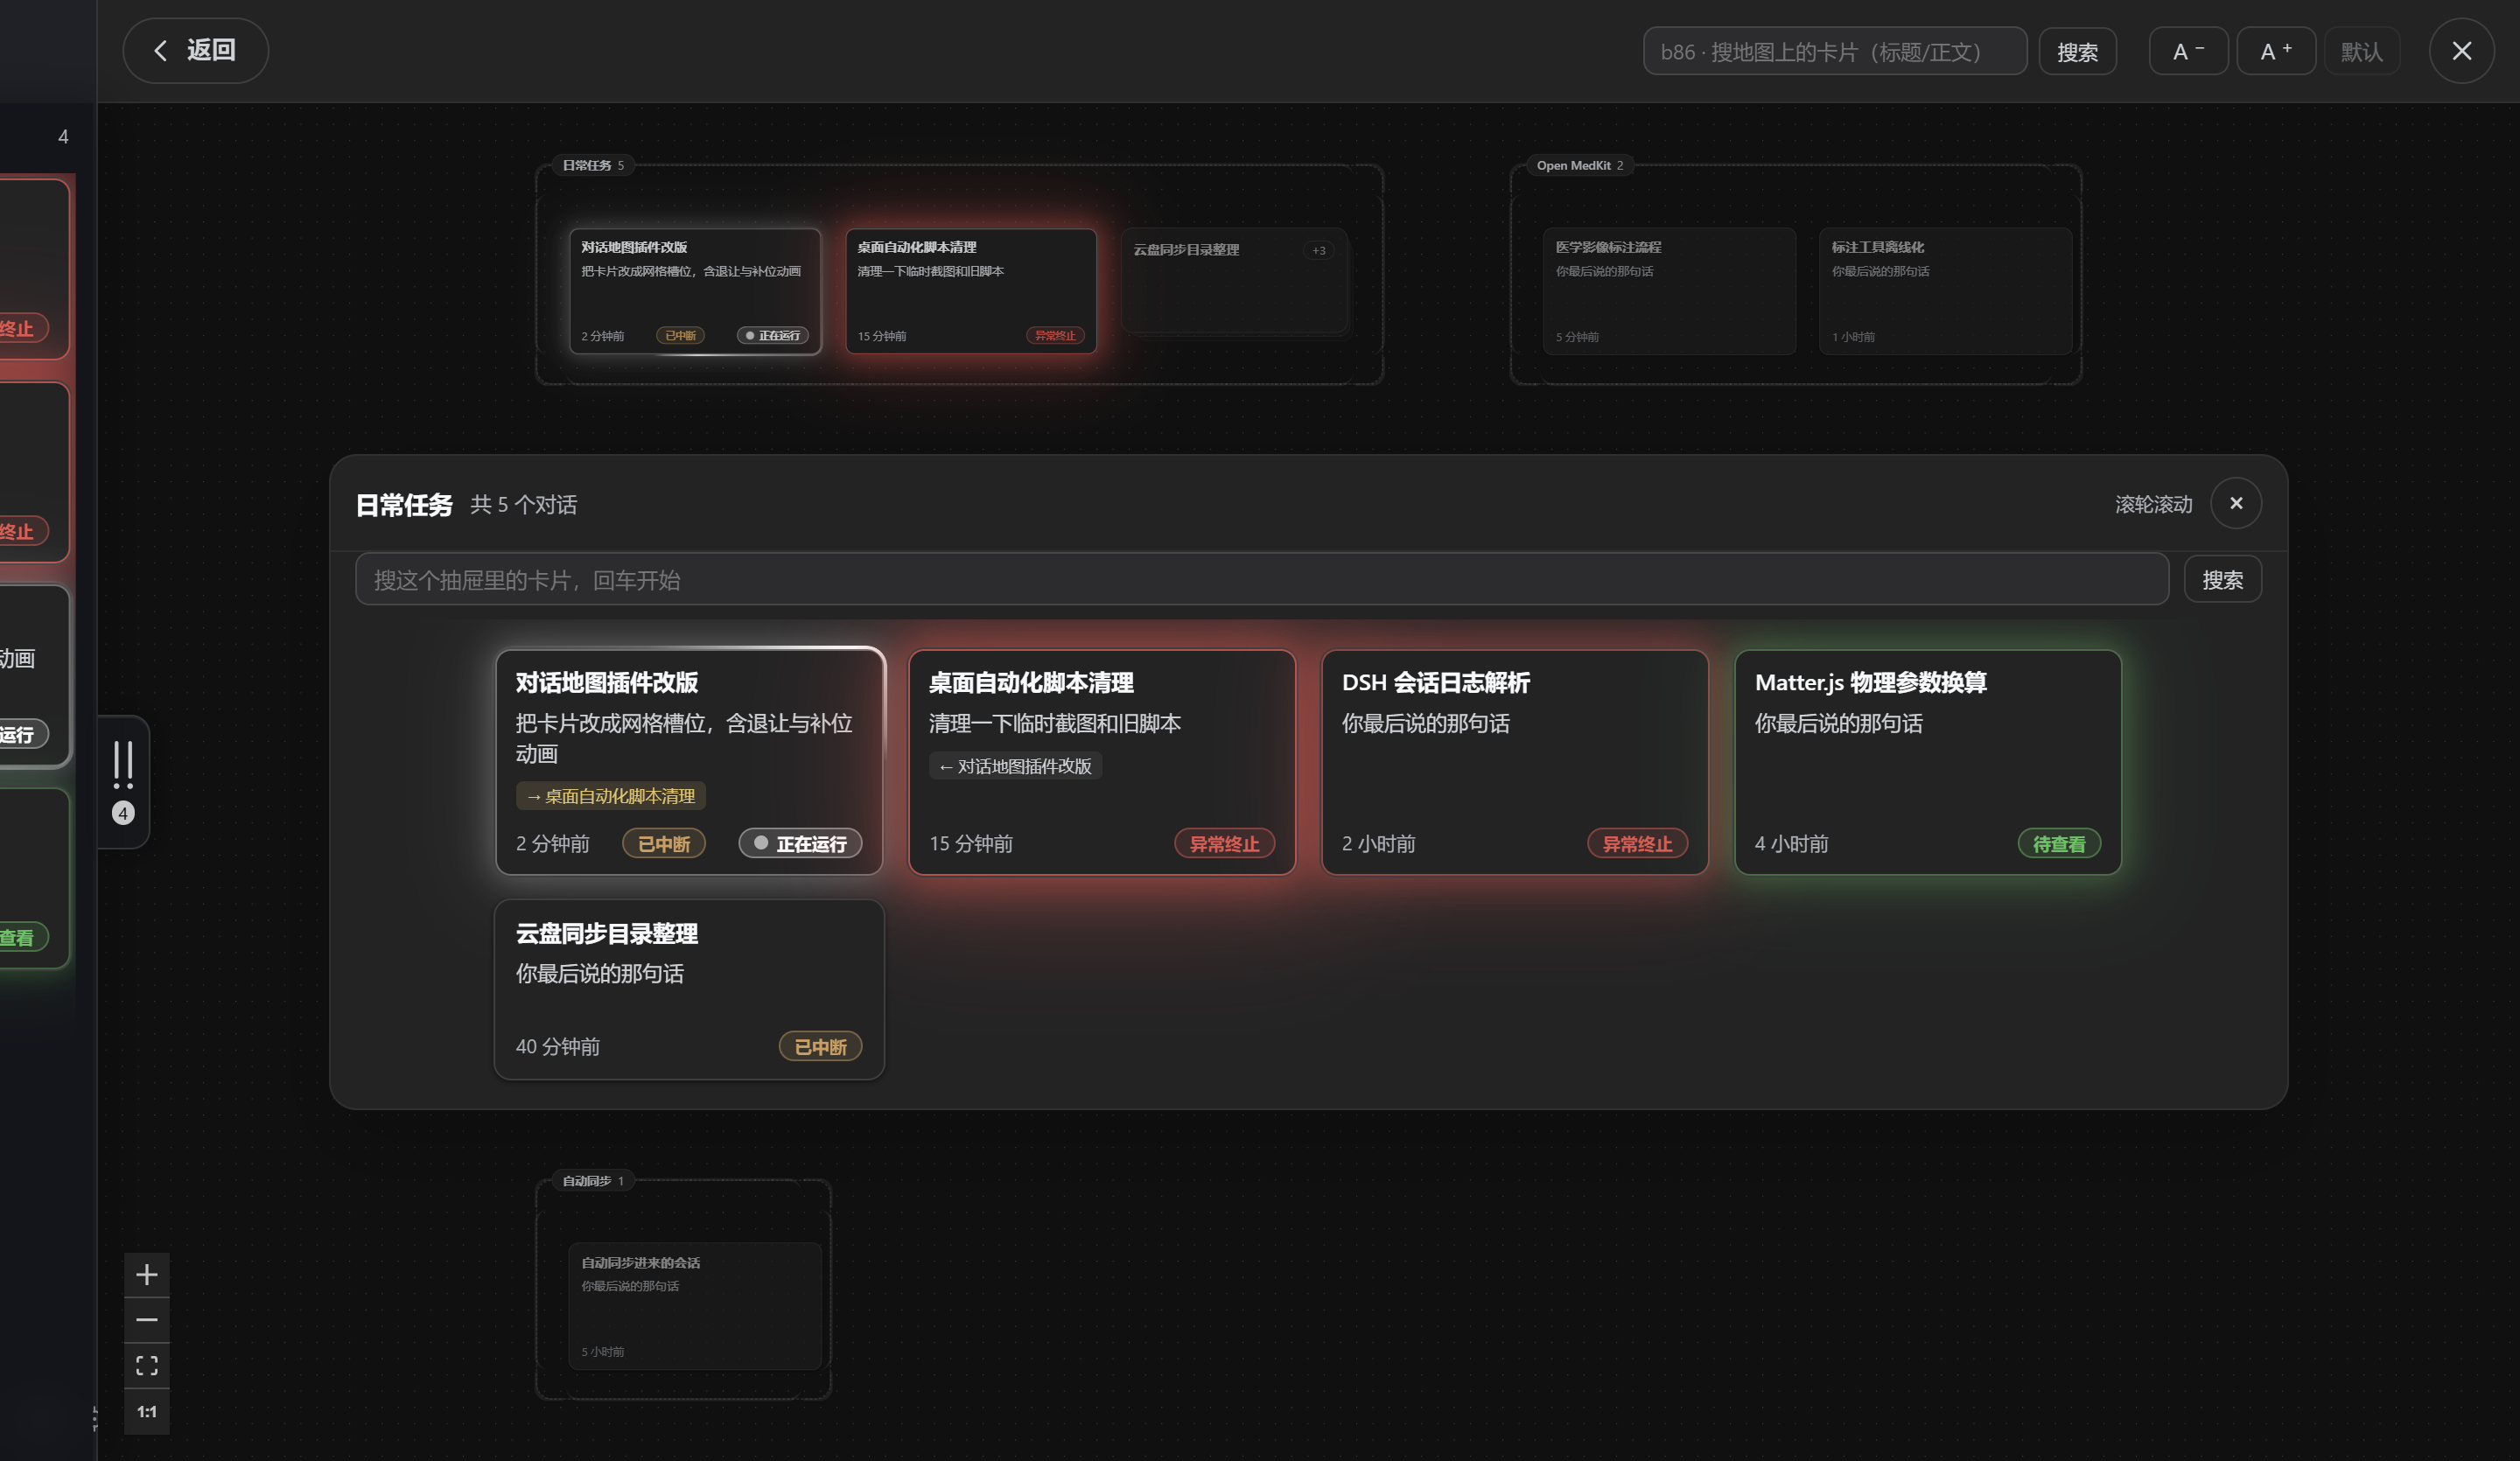 返回
b86 · 搜地图上的卡片（标题/正文）
搜索
A⁻
A⁺
默认
4
终止
终止
动画
运行
查看
4
日常任务 5
对话地图插件改版
把卡片改成网格槽位，含退让与补位动画
2 分钟前
已中断
正在运行
桌面自动化脚本清理
清理一下临时截图和旧脚本
15 分钟前
异常终止
云盘同步目录整理
+3
Open MedKit 2
医学影像标注流程
你最后说的那句话
5 分钟前
标注工具离线化
你最后说的那句话
1 小时前
日常任务 共 5 个对话
滚轮滚动
搜这个抽屉里的卡片，回车开始
搜索
对话地图插件改版
把卡片改成网格槽位，含退让与补位
动画
→ 桌面自动化脚本清理
2 分钟前
已中断
正在运行
桌面自动化脚本清理
清理一下临时截图和旧脚本
← 对话地图插件改版
15 分钟前
异常终止
DSH 会话日志解析
你最后说的那句话
2 小时前
异常终止
Matter.js 物理参数换算
你最后说的那句话
4 小时前
待查看
云盘同步目录整理
你最后说的那句话
40 分钟前
已中断
自动同步 1
自动同步进来的会话
你最后说的那句话
5 小时前
1:1